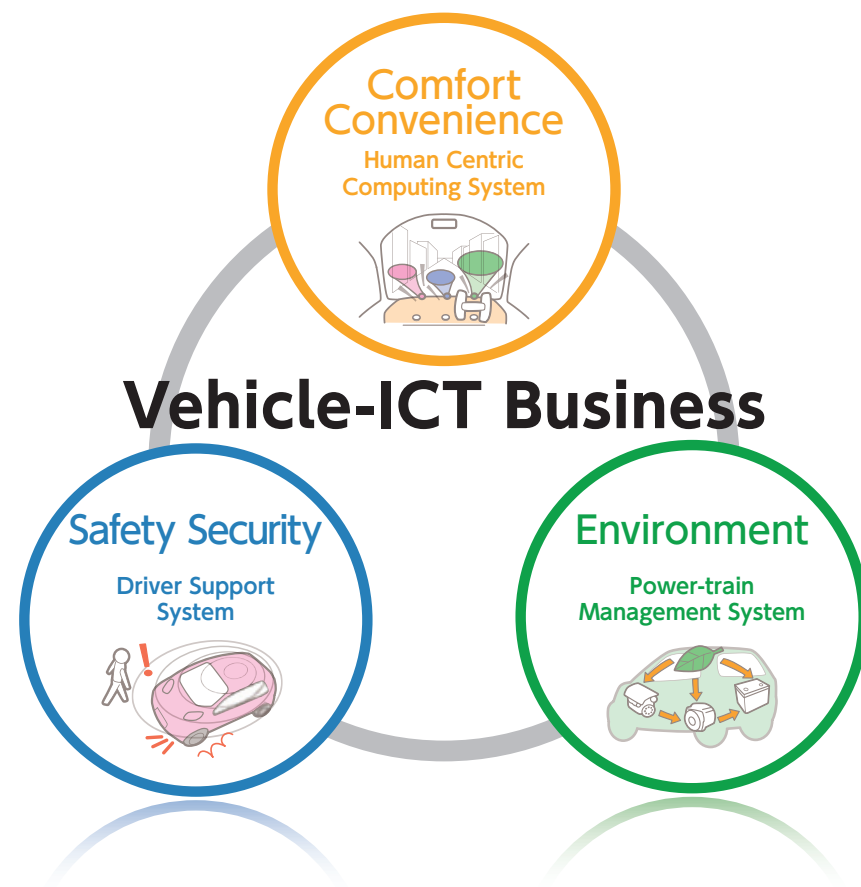 Comfort
Convenience
Human Centric
Computing System
Vehicle-ICT Business
Safety Security
Driver Support
System
Environment
Power-train
Management System